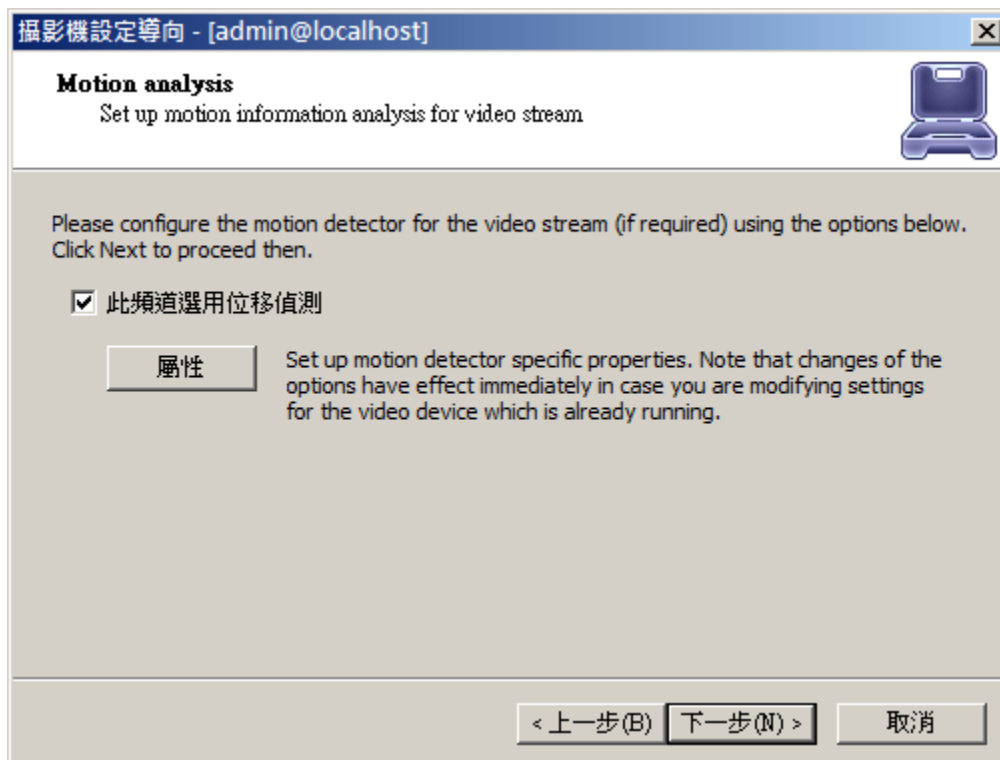 攝影機設定導向 - [admin@localhost]
Motion analysis
Set up motion information analysis for video stream
Please configure the motion detector for the video stream (if required) using the options below.
Click Next to proceed then.
此頻道選用位移偵測
屬性
Set up motion detector specific properties. Note that changes of the
options have effect immediately in case you are modifying settings
for the video device which is already running.
<上一步(B)
下一步(N) >
取消